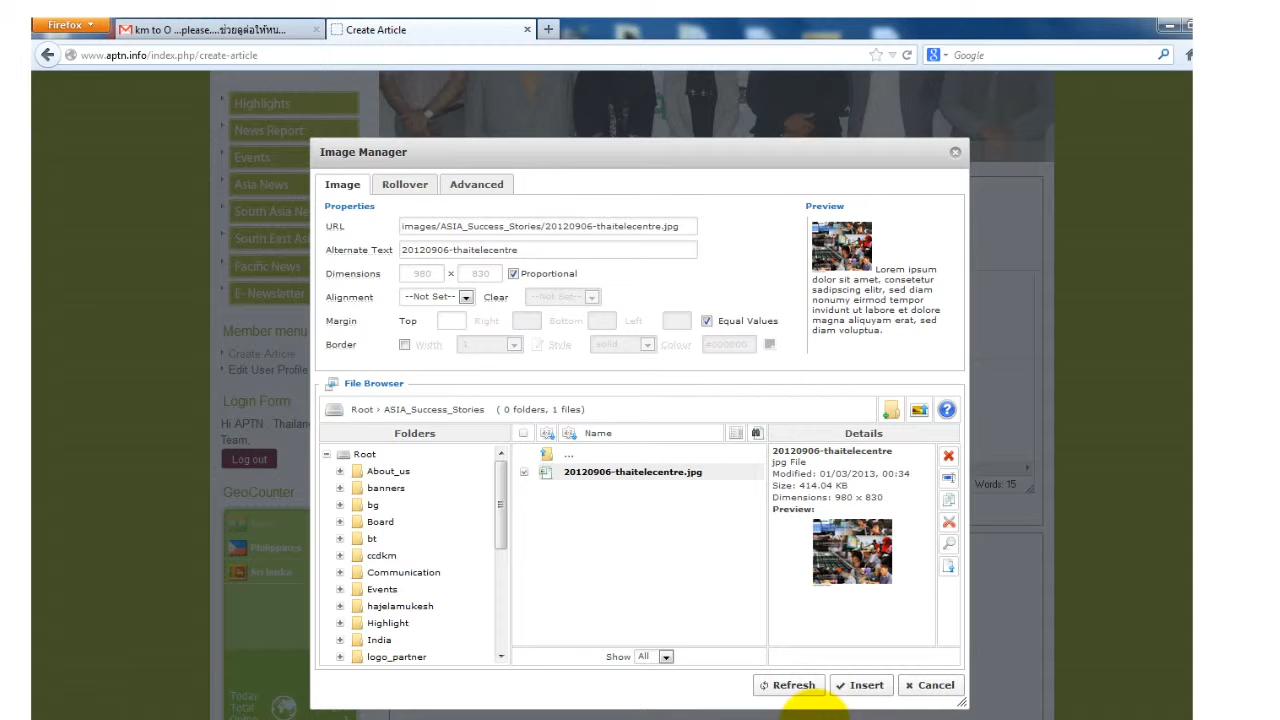 Firefox
km to O ...please....ช่วยดูต่อให้หน...
Create Article
www.aptn.info/index.php/create-article
Google
Highlights
News Report
Events
Asia News
South Asia Ne
South East Asi
Pacific News
E- Newsletter
Member menu
Create Article
Edit User Profile
Login Form
Hi APTN . Thailan
Team,
Log out
GeoCounter
Philippines
Sri lanka
Today
Total
Image Manager
Image
Rollover
Advanced
Properties
URL images/ASIA_Success_Stories/20120906-thaitelecentre.jpg
Alternate Text 20120906-thaitelecentre
Dimensions 980 x 830 Proportional
Alignment --Not Set-- Clear --Not Set--
Margin Top Right Bottom Left Equal Values
Border Width 1 Style solid Colour #000000
Preview
Lorem ipsum
dolor sit amet, consetetur
sadipscing elitr, sed diam
nonumy eirmod tempor
invidunt ut labore et dolore
magna aliquyam erat, sed
diam voluptua.
File Browser
Root › ASIA_Success_Stories ( 0 folders, 1 files)
Folders
Name
Details
Root
About_us
banners
bg
Board
bt
ccdkm
Communication
Events
hajelamukesh
Highlight
India
logo_partner
...
20120906-thaitelecentre.jpg
Show All
20120906-thaitelecentre
jpg File
Modified: 01/03/2013, 00:34
Size: 414.04 KB
Dimensions: 980 x 830
Preview:
Words: 15
Refresh
Insert
Cancel